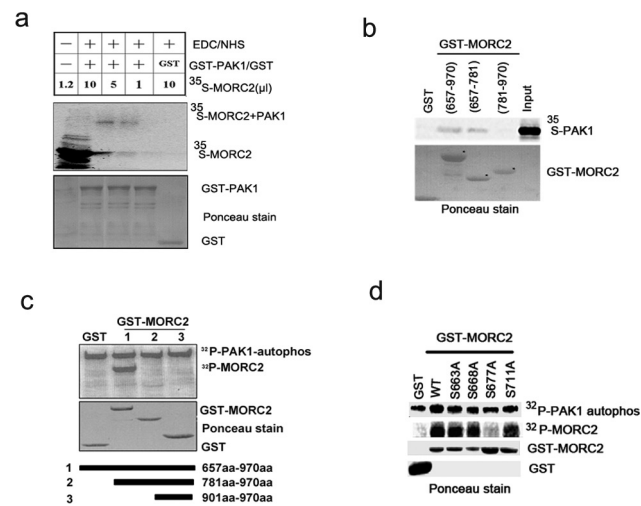 a
— + + + + EDC/NHS
— + + + GST GST-PAK1/GST
1.2 10 5 1 10 35S-MORC2(µl)
35
S-MORC2+PAK1
35
S-MORC2
GST-PAK1
Ponceau stain
GST
b
GST-MORC2
GST
(657-970)
(657-781)
(781-970)
Input
35
S-PAK1
GST-MORC2
Ponceau stain
c
GST-MORC2
GST 1 2 3
32P-PAK1-autophos
32P-MORC2
GST-MORC2
Ponceau stain
GST
1 657aa-970aa
2 781aa-970aa
3 901aa-970aa
d
GST-MORC2
GST
WT
S663A
S668A
S677A
S711A
32P-PAK1 autophos
32P-MORC2
GST-MORC2
GST
Ponceau stain